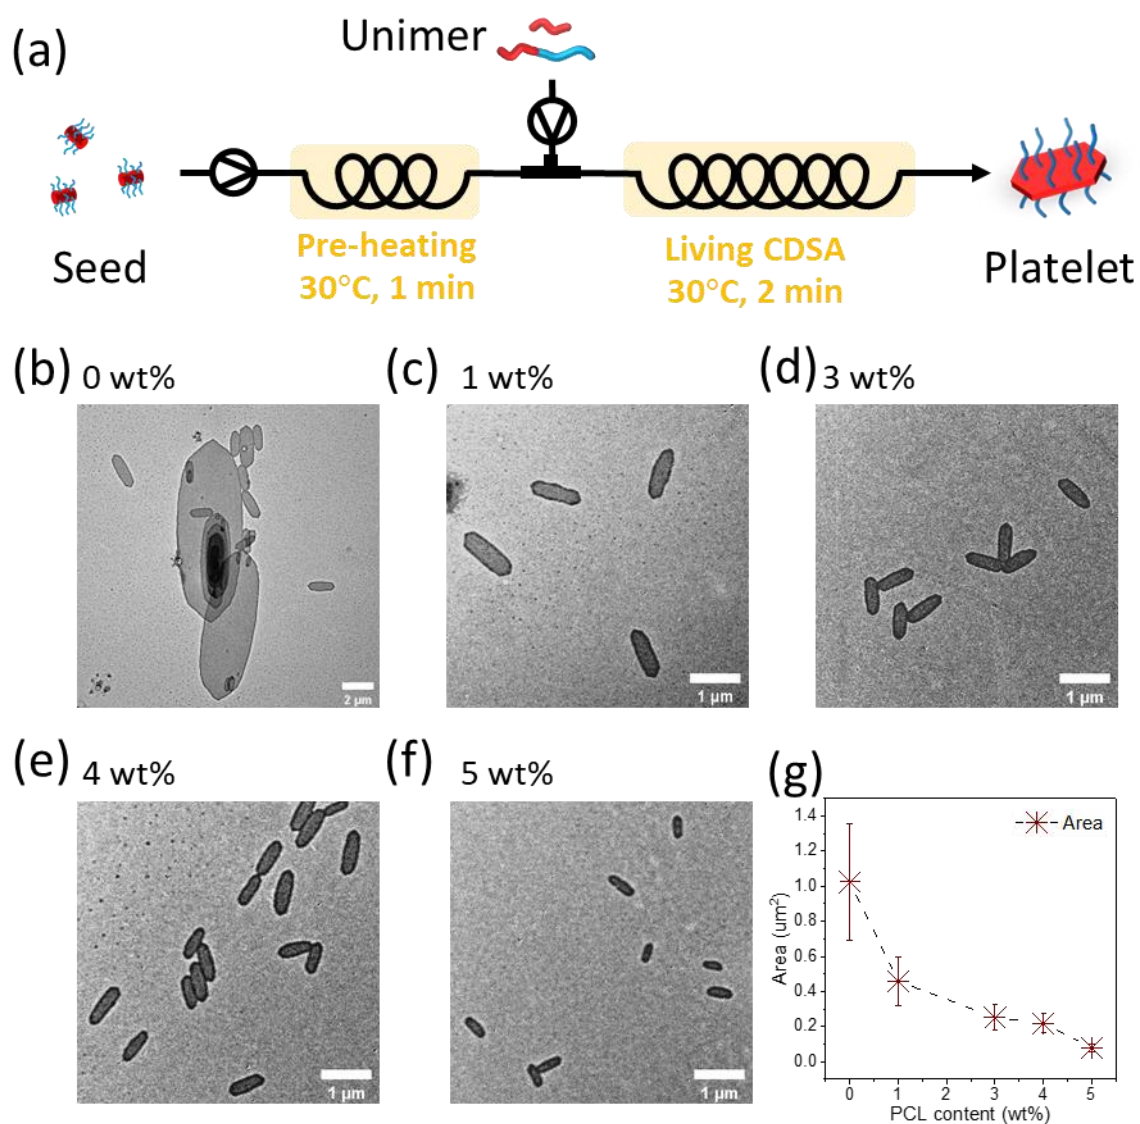 (a)
Unimer
Seed
Pre-heating
30°C, 1 min
Living CDSA
30°C, 2 min
Platelet
(b) 0 wt%
2 µm
(c) 1 wt%
1 µm
(d) 3 wt%
1 µm
(e) 4 wt%
1 µm
(f) 5 wt%
1 µm
(g)
Area
Area (um²)
1.4
1.2
1.0
0.8
0.6
0.4
0.2
0.0
0 1 2 3 4 5
PCL content (wt%)